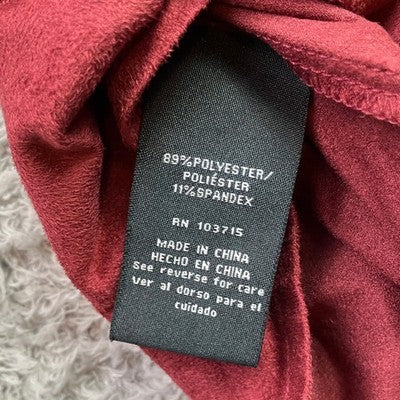 89%POLYESTER/
POLIÉSTER
11%SPANDEX
RN 103715
MADE IN CHINA
HECHO EN CHINA
See reverse for care
Ver al dorso para el
cuidado